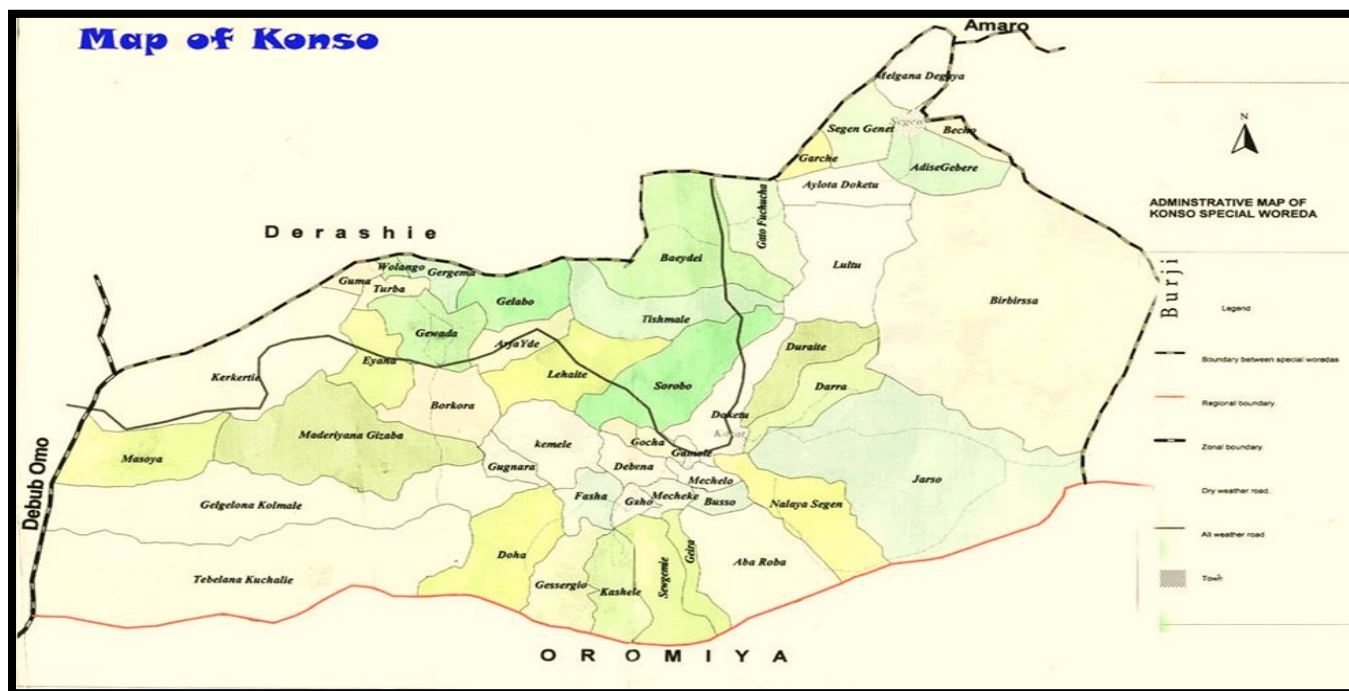 Map of Konso
Amaro
Melgana Degaya
Segen
Segen Genet
Becho
Garche
AdiseGebere
Aylota Doketu
ADMINSTRATIVE MAP OF
KONSO SPECIAL WOREDA
Gato Fuchucha
Derashie
Baeydei
Lultu
Birbirssa
Burji
Legend
Wolango
Gergema
Guma
Turba
Gelabo
Tishmale
Gewada
ArfaYde
Duraite
Boundary between special woredas
Eyana
Lehaite
Kerkertie
Sorobo
Darra
Borkora
Doketu
Karat
Regional boundary.
Maderiyana Gizaba
kemele
Gocha
Gamole
Zonal boundary.
Masoya
Gugnara
Debena
Mechelo
Jarso
Debub Omo
Gelgelona Kolmale
Fasha
Gaho
Mecheke
Busso
Nalaya Segen
Dry weather road.
All weather road
Doha
Geira
Aba Roba
Tebelana Kuchalie
Gessergio
Kashele
Sewgemie
Town
OROMIYA
N